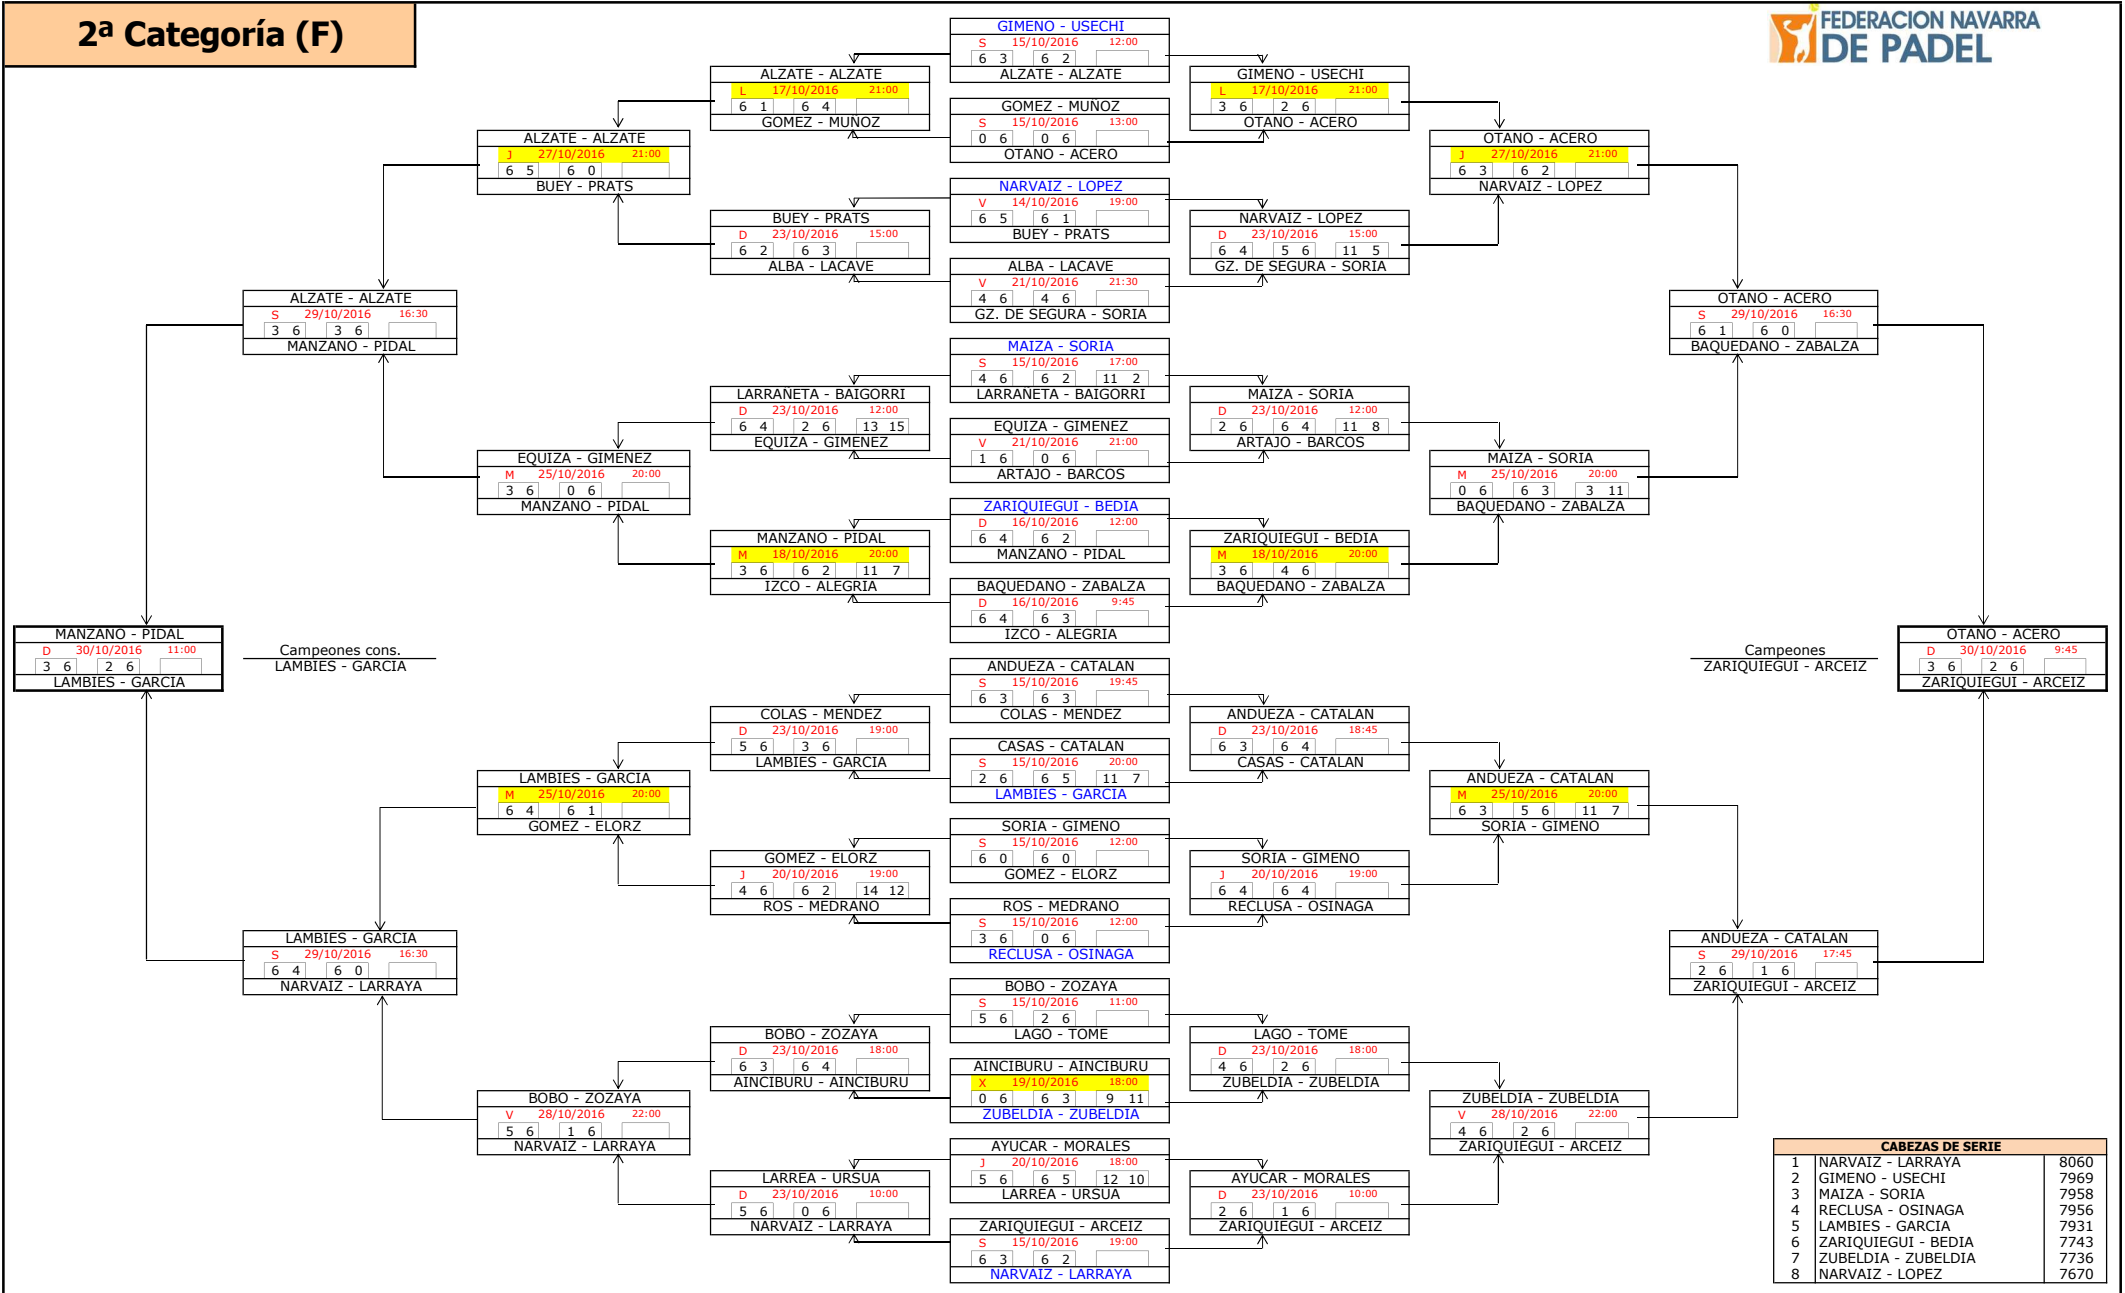 2ª Categoría (F)
FEDERACION NAVARRA
DE PADEL
GIMENO - USECHI
S 15/10/2016 12:00
6 3 6 2
ALZATE - ALZATE
GOMEZ - MUÑOZ
S 15/10/2016 13:00
0 6 0 6
OTANO - ACERO
NARVAIZ - LOPEZ
V 14/10/2016 19:00
6 5 6 1
BUEY - PRATS
ALBA - LACAVE
V 21/10/2016 21:30
4 6 4 6
GZ. DE SEGURA - SORIA
MAIZA - SORIA
S 15/10/2016 17:00
4 6 6 2 11 2
LARRAÑETA - BAIGORRI
EQUIZA - GIMENEZ
V 21/10/2016 21:00
1 6 0 6
ARTAJO - BARCOS
ZARIQUIEGUI - BEDIA
D 16/10/2016 12:00
6 4 6 2
MANZANO - PIDAL
BAQUEDANO - ZABALZA
D 16/10/2016 9:45
6 4 6 3
IZCO - ALEGRIA
ANDUEZA - CATALAN
S 15/10/2016 19:45
6 3 6 3
COLAS - MENDEZ
CASAS - CATALAN
S 15/10/2016 20:00
2 6 6 5 11 7
LAMBIES - GARCIA
SORIA - GIMENO
S 15/10/2016 12:00
6 0 6 0
GOMEZ - ELORZ
ROS - MEDRANO
S 15/10/2016 12:00
3 6 0 6
RECLUSA - OSINAGA
BOBO - ZOZAYA
S 15/10/2016 11:00
5 6 2 6
LAGO - TOME
AINCIBURU - AINCIBURU
X 19/10/2016 18:00
0 6 6 3 9 11
ZUBELDIA - ZUBELDIA
AYUCAR - MORALES
J 20/10/2016 18:00
5 6 6 5 12 10
LARREA - URSUA
ZARIQUIEGUI - ARCEIZ
S 15/10/2016 19:00
6 3 6 2
NARVAIZ - LARRAYA
ALZATE - ALZATE
L 17/10/2016 21:00
6 1 6 4
GOMEZ - MUÑOZ
BUEY - PRATS
D 23/10/2016 15:00
6 2 6 3
ALBA - LACAVE
LARRAÑETA - BAIGORRI
D 23/10/2016 12:00
6 4 2 6 13 15
EQUIZA - GIMENEZ
MANZANO - PIDAL
M 18/10/2016 20:00
3 6 6 2 11 7
IZCO - ALEGRIA
COLAS - MENDEZ
D 23/10/2016 19:00
5 6 3 6
LAMBIES - GARCIA
GOMEZ - ELORZ
J 20/10/2016 19:00
4 6 6 2 14 12
ROS - MEDRANO
BOBO - ZOZAYA
D 23/10/2016 18:00
6 3 6 4
AINCIBURU - AINCIBURU
LARREA - URSUA
D 23/10/2016 10:00
5 6 0 6
NARVAIZ - LARRAYA
ALZATE - ALZATE
J 27/10/2016 21:00
6 5 6 0
BUEY - PRATS
EQUIZA - GIMENEZ
M 25/10/2016 20:00
3 6 0 6
MANZANO - PIDAL
LAMBIES - GARCIA
M 25/10/2016 20:00
6 4 6 1
GOMEZ - ELORZ
BOBO - ZOZAYA
V 28/10/2016 22:00
5 6 1 6
NARVAIZ - LARRAYA
ALZATE - ALZATE
S 29/10/2016 16:30
3 6 3 6
MANZANO - PIDAL
LAMBIES - GARCIA
S 29/10/2016 16:30
6 4 6 0
NARVAIZ - LARRAYA
MANZANO - PIDAL
D 30/10/2016 11:00
3 6 2 6
LAMBIES - GARCIA
Campeones cons.
LAMBIES - GARCIA
GIMENO - USECHI
L 17/10/2016 21:00
3 6 2 6
OTANO - ACERO
NARVAIZ - LOPEZ
D 23/10/2016 15:00
6 4 5 6 11 5
GZ. DE SEGURA - SORIA
MAIZA - SORIA
D 23/10/2016 12:00
2 6 6 4 11 8
ARTAJO - BARCOS
ZARIQUIEGUI - BEDIA
M 18/10/2016 20:00
3 6 4 6
BAQUEDANO - ZABALZA
ANDUEZA - CATALAN
D 23/10/2016 18:45
6 3 6 4
CASAS - CATALAN
SORIA - GIMENO
J 20/10/2016 19:00
6 4 6 4
RECLUSA - OSINAGA
LAGO - TOME
D 23/10/2016 18:00
4 6 2 6
ZUBELDIA - ZUBELDIA
AYUCAR - MORALES
D 23/10/2016 10:00
2 6 1 6
ZARIQUIEGUI - ARCEIZ
OTANO - ACERO
J 27/10/2016 21:00
6 3 6 2
NARVAIZ - LOPEZ
MAIZA - SORIA
M 25/10/2016 20:00
0 6 6 3 3 11
BAQUEDANO - ZABALZA
ANDUEZA - CATALAN
M 25/10/2016 20:00
6 3 5 6 11 7
SORIA - GIMENO
ZUBELDIA - ZUBELDIA
V 28/10/2016 22:00
4 6 2 6
ZARIQUIEGUI - ARCEIZ
OTANO - ACERO
S 29/10/2016 16:30
6 1 6 0
BAQUEDANO - ZABALZA
ANDUEZA - CATALAN
S 29/10/2016 17:45
2 6 1 6
ZARIQUIEGUI - ARCEIZ
Campeones
ZARIQUIEGUI - ARCEIZ
OTANO - ACERO
D 30/10/2016 9:45
3 6 2 6
ZARIQUIEGUI - ARCEIZ
CABEZAS DE SERIE
1 NARVAIZ - LARRAYA 8060
2 GIMENO - USECHI 7969
3 MAIZA - SORIA 7958
4 RECLUSA - OSINAGA 7956
5 LAMBIES - GARCIA 7931
6 ZARIQUIEGUI - BEDIA 7743
7 ZUBELDIA - ZUBELDIA 7736
8 NARVAIZ - LOPEZ 7670